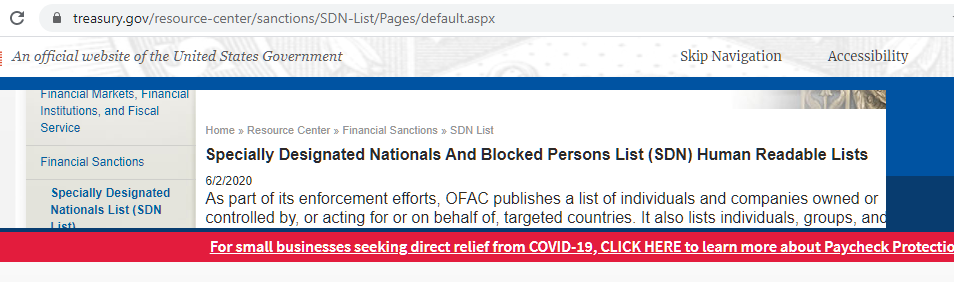 treasury.gov/resource-center/sanctions/SDN-List/Pages/default.aspx
An official website of the United States Government
Skip Navigation
Accessibility
Financial Markets, Financial
Institutions, and Fiscal
Service
Financial Sanctions
Specially Designated
Nationals List (SDN
List)
Home » Resource Center » Financial Sanctions » SDN List
Specially Designated Nationals And Blocked Persons List (SDN) Human Readable Lists
6/2/2020
As part of its enforcement efforts, OFAC publishes a list of individuals and companies owned or
controlled by, or acting for or on behalf of, targeted countries. It also lists individuals, groups, and
For small businesses seeking direct relief from COVID-19, CLICK HERE to learn more about Paycheck Protectio